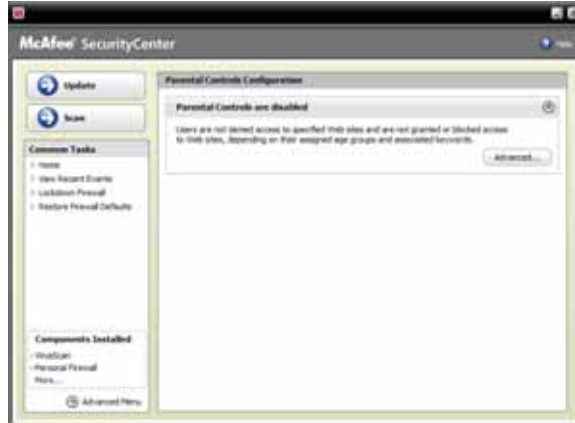 McAfee SecurityCenter
Help
Update
Scan
Common Tasks
Home
View Recent Events
Lockdown Firewall
Restore Firewall Defaults
Components Installed
VirusScan
Personal Firewall
More...
Advanced Menu
Parental Controls Configuration
Parental Controls are disabled
Users are not denied access to specified Web sites and are not granted or blocked access
to Web sites, depending on their assigned age groups and associated keywords.
Advanced...